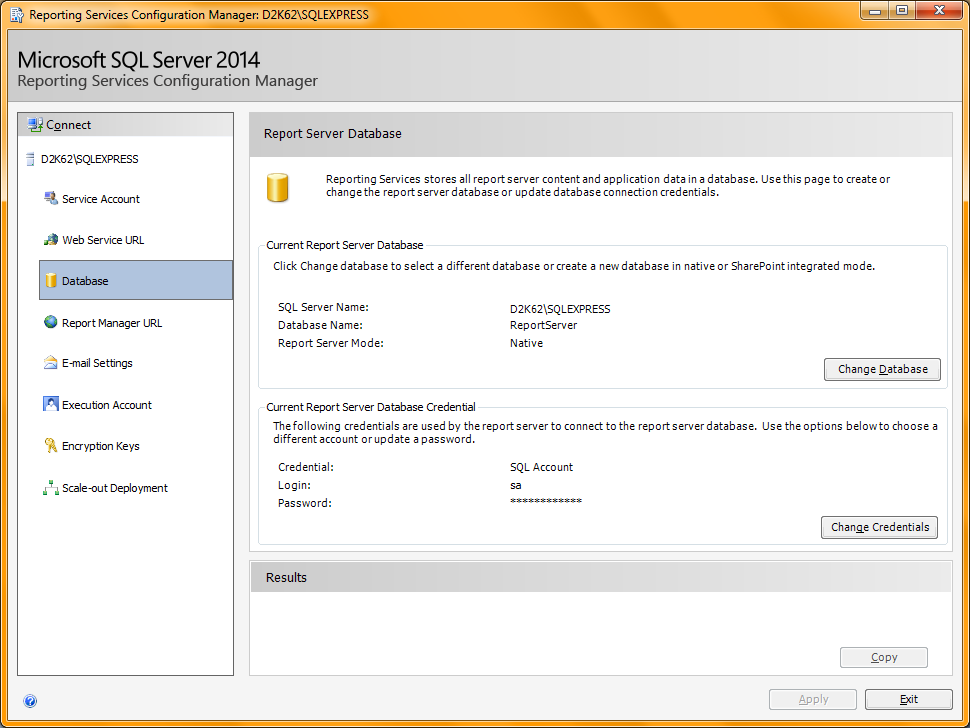 Reporting Services Configuration Manager: D2K62\SQLEXPRESS
Microsoft SQL Server 2014
Reporting Services Configuration Manager
Connect
D2K62\SQLEXPRESS
Service Account
Web Service URL
Database
Report Manager URL
E-mail Settings
Execution Account
Encryption Keys
Scale-out Deployment
Report Server Database
Reporting Services stores all report server content and application data in a database. Use this page to create or
change the report server database or update database connection credentials.
Current Report Server Database
Click Change database to select a different database or create a new database in native or SharePoint integrated mode.
SQL Server Name: D2K62\SQLEXPRESS
Database Name: ReportServer
Report Server Mode: Native
Change Database
Current Report Server Database Credential
The following credentials are used by the report server to connect to the report server database. Use the options below to choose a
different account or update a password.
Credential: SQL Account
Login: sa
Password: ************
Change Credentials
Results
Copy
?
Apply
Exit